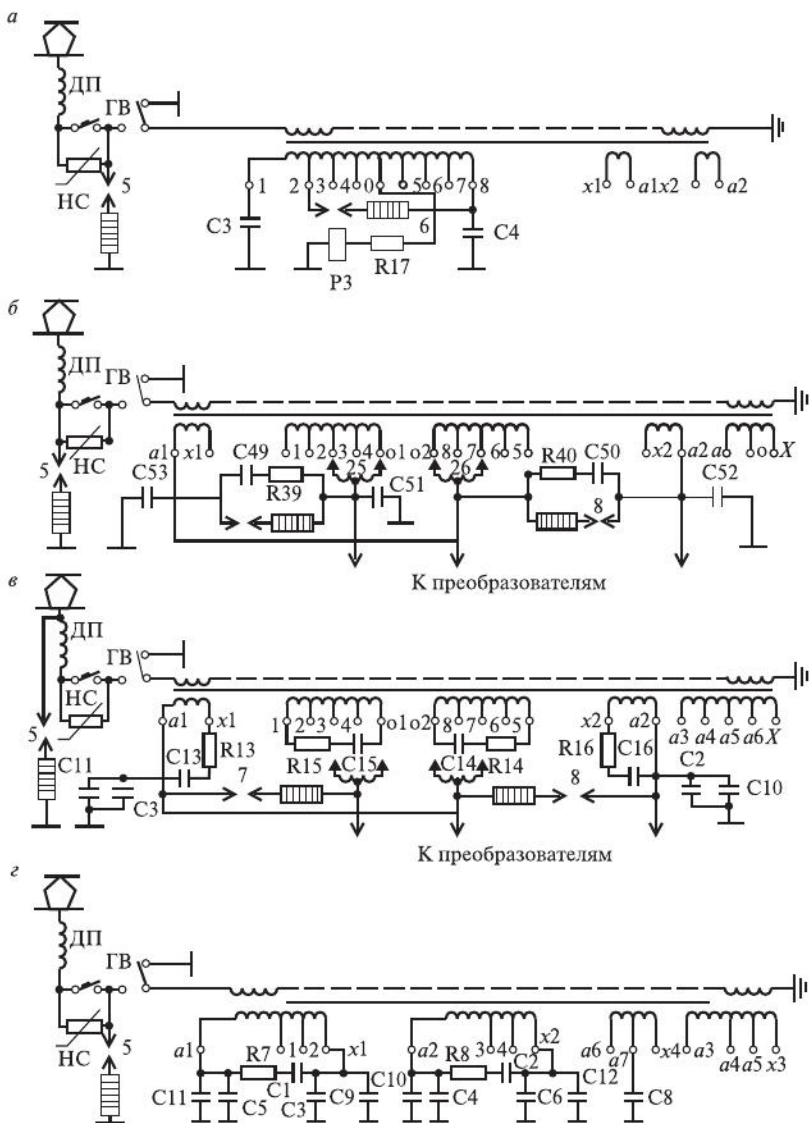 а
ДП
ГВ
5
НС
1 2 3 4 0 5 6 7 8
x1 a1 x2 a2
C3
6
C4
R17
P3
б
ДП
ГВ
5
НС
a1 x1 1 2 3 4 o1 o2 8 7 6 5 x2 a2 a o X
C53 C49 25 26 R40 C50 C52
R39 C51 8
К преобразователям
в
ДП
ГВ
НС
5
a1 x1 1 2 3 4 o1 o2 8 7 6 5 x2 a2 a3 a4 a5 a6 X
C11 C13 R13 R15 C15 C14 R14 R16 C16 C2
C3 7 8 C10
К преобразователям
г
ДП
ГВ
НС
5
a1 R7 1 2 x1 a2 R8 3 4 x2 a6 a7 x4 a3 a4 a5 x3
C11 C5 C1 C3 C9 C10 C4 C2 C6 C12 C8